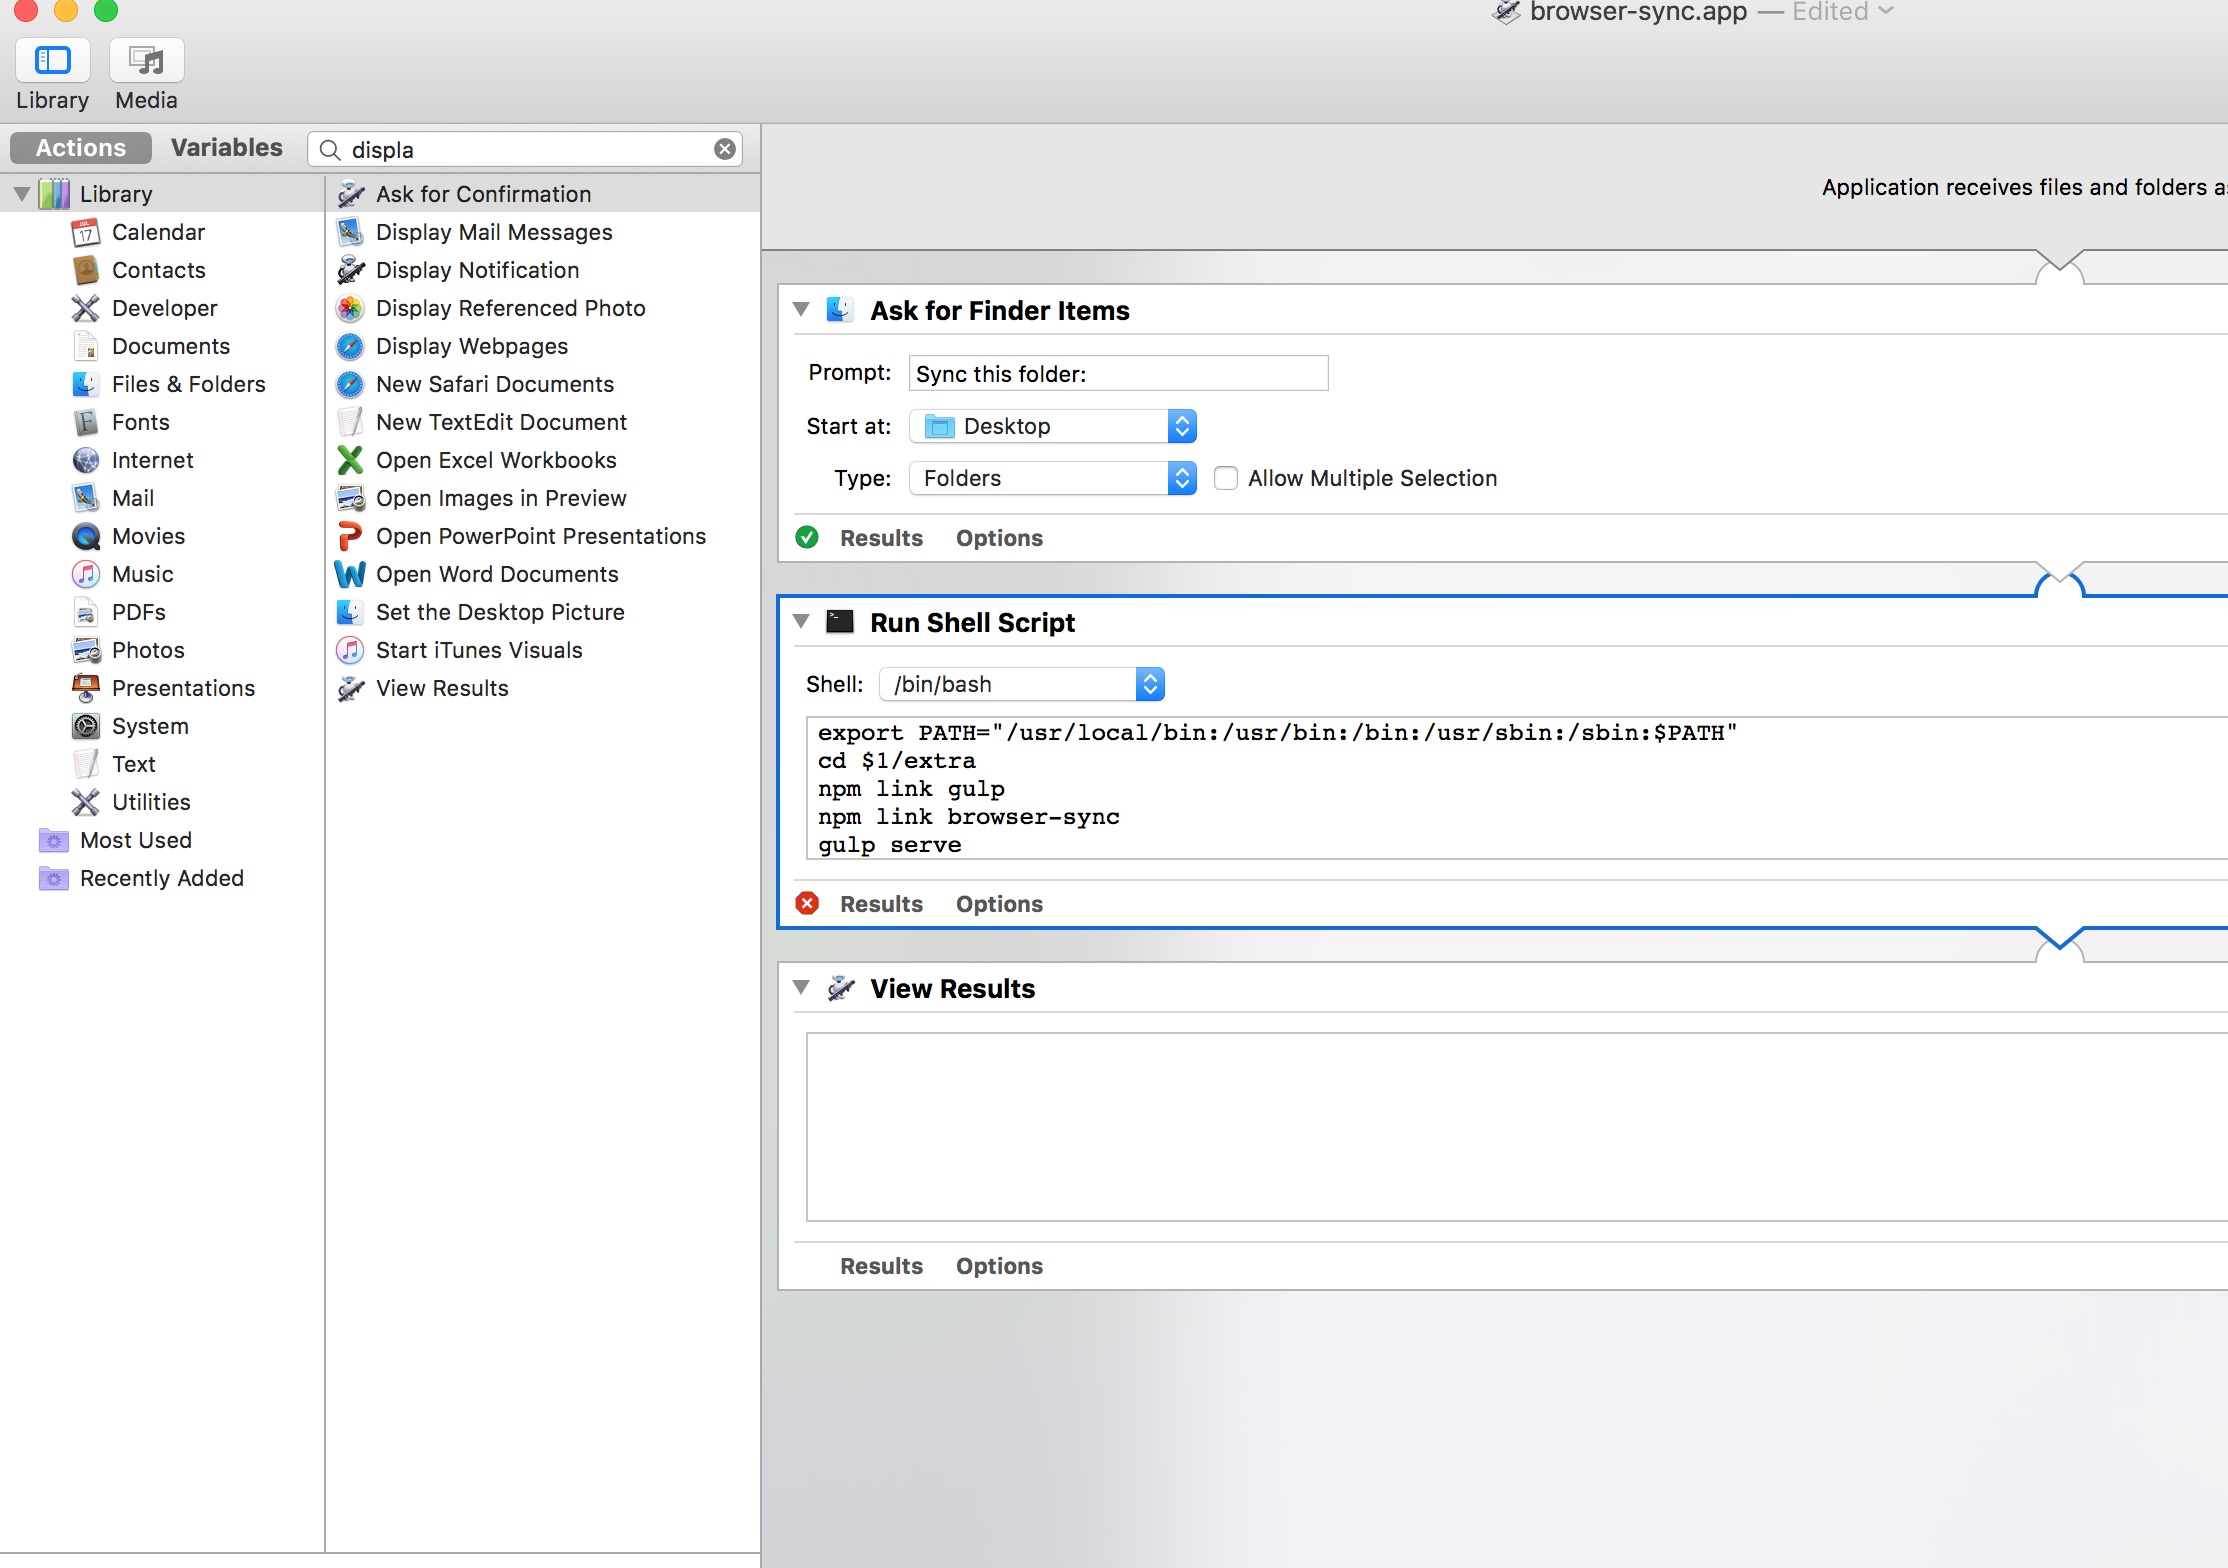 browser-sync.app — Edited
Library
Media
Actions
Variables
displa
Library
Calendar
Contacts
Developer
Documents
Files & Folders
Fonts
Internet
Mail
Movies
Music
PDFs
Photos
Presentations
System
Text
Utilities
Most Used
Recently Added
Ask for Confirmation
Display Mail Messages
Display Notification
Display Referenced Photo
Display Webpages
New Safari Documents
New TextEdit Document
Open Excel Workbooks
Open Images in Preview
Open PowerPoint Presentations
Open Word Documents
Set the Desktop Picture
Start iTunes Visuals
View Results
Application receives files and folders as
Ask for Finder Items
Prompt: Sync this folder:
Start at: Desktop
Type: Folders Allow Multiple Selection
Results Options
Run Shell Script
Shell: /bin/bash
export PATH="/usr/local/bin:/usr/bin:/bin:/usr/sbin:/sbin:$PATH"
cd $1/extra
npm link gulp
npm link browser-sync
gulp serve
Results Options
View Results
Results Options